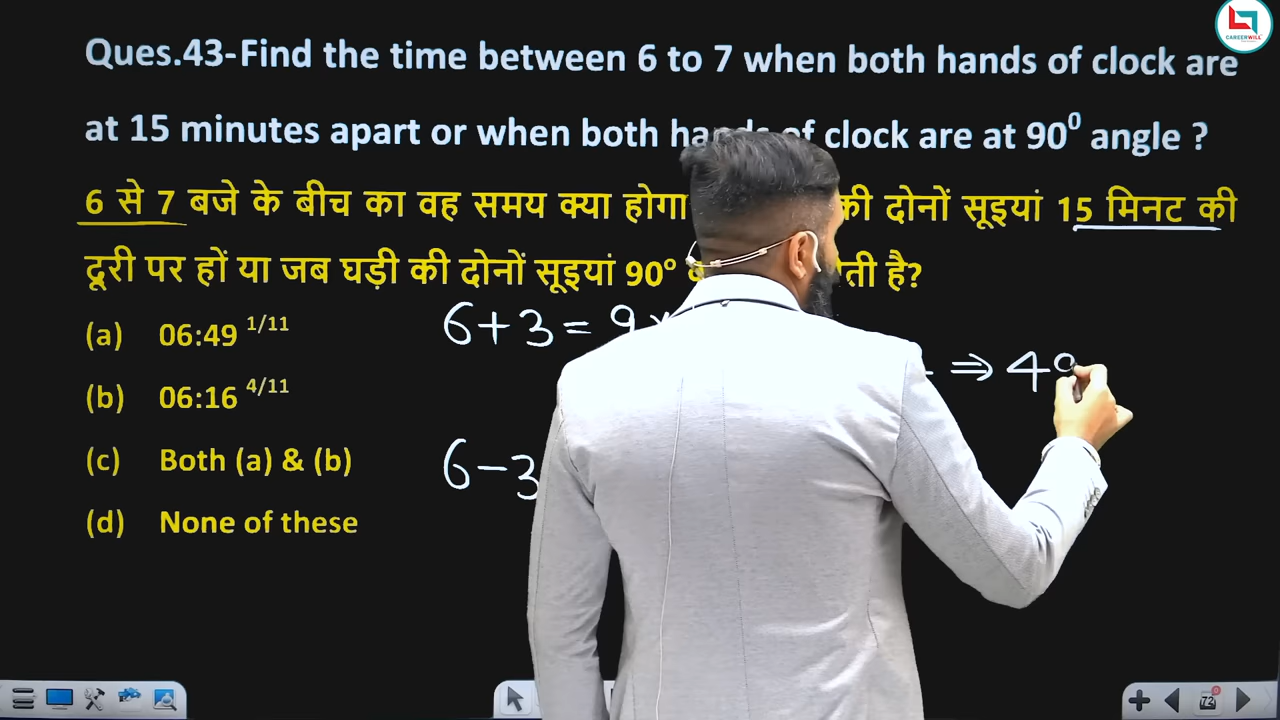 Ques.43-Find the time between 6 to 7 when both hands of clock are
at 15 minutes apart or when both hands of clock are at 90⁰ angle ?
6 से 7 बजे के बीच का वह समय क्या होगा की दोनों सूइयां 15 मिनट की
दूरी पर हों या जब घड़ी की दोनों सूइयां 90° है?
(a) 06:49 1/11
(b) 06:16 4/11
(c) Both (a) & (b)
(d) None of these
6+3=9
⇒ 49
6-3
CAREERWILL
72